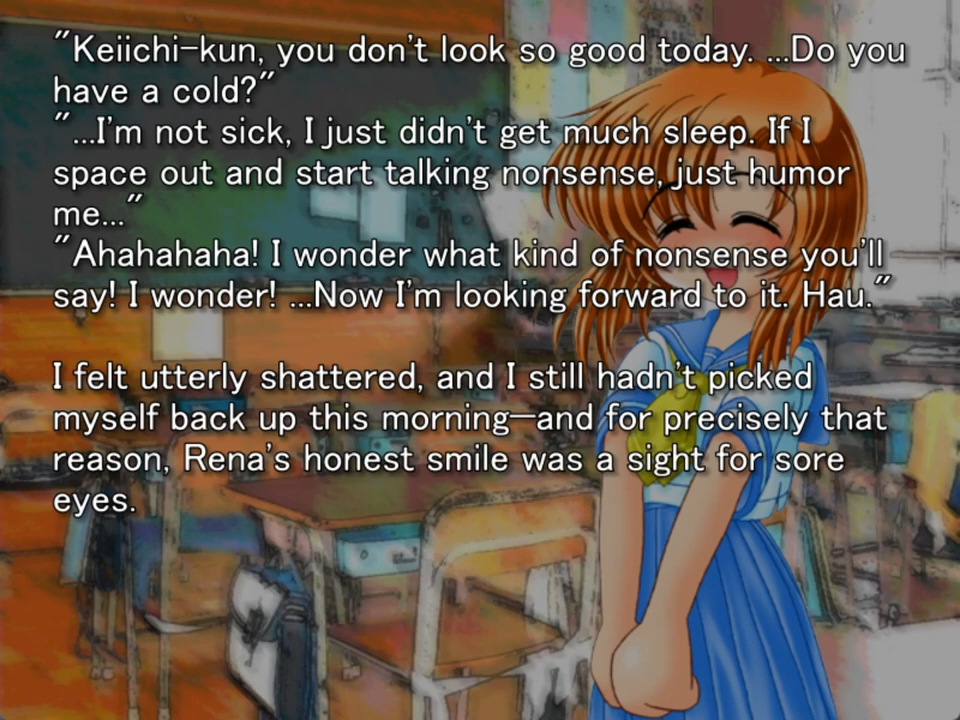 "Keiichi-kun, you don't look so good today. ...Do you
have a cold?"
"...I'm not sick, I just didn't get much sleep. If I
space out and start talking nonsense, just humor
me..."
"Ahahahaha! I wonder what kind of nonsense you'll
say! I wonder! ...Now I'm looking forward to it. Hau."
I felt utterly shattered, and I still hadn't picked
myself back up this morning—and for precisely that
reason, Rena's honest smile was a sight for sore
eyes.